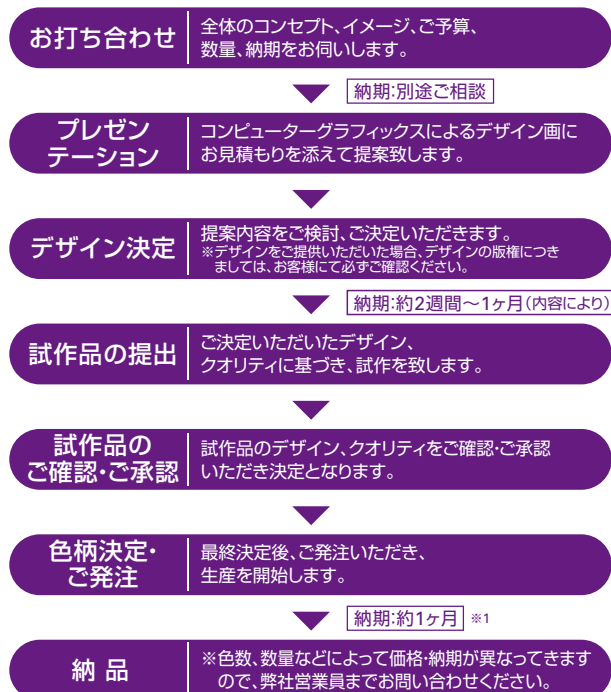 お打ち合わせ
全体のコンセプト、イメージ、ご予算、
数量、納期をお伺いします。
納期:別途ご相談
プレゼン
テーション
コンピューターグラフィックスによるデザイン画に
お見積もりを添えて提案致します。
デザイン決定
提案内容をご検討、ご決定いただきます。
※デザインをご提供いただいた場合、デザインの版権につき
ましては、お客様にて必ずご確認ください。
納期:約2週間〜1ヶ月(内容により)
試作品の提出
ご決定いただいたデザイン、
クオリティに基づき、試作を致します。
試作品の
ご確認・ご承認
試作品のデザイン、クオリティをご確認・ご承認
いただき決定となります。
色柄決定・
ご発注
最終決定後、ご発注いただき、
生産を開始します。
納期:約1ヶ月 ※1
納 品
※色数、数量などによって価格・納期が異なってきます
ので、弊社営業員までお問い合わせください。